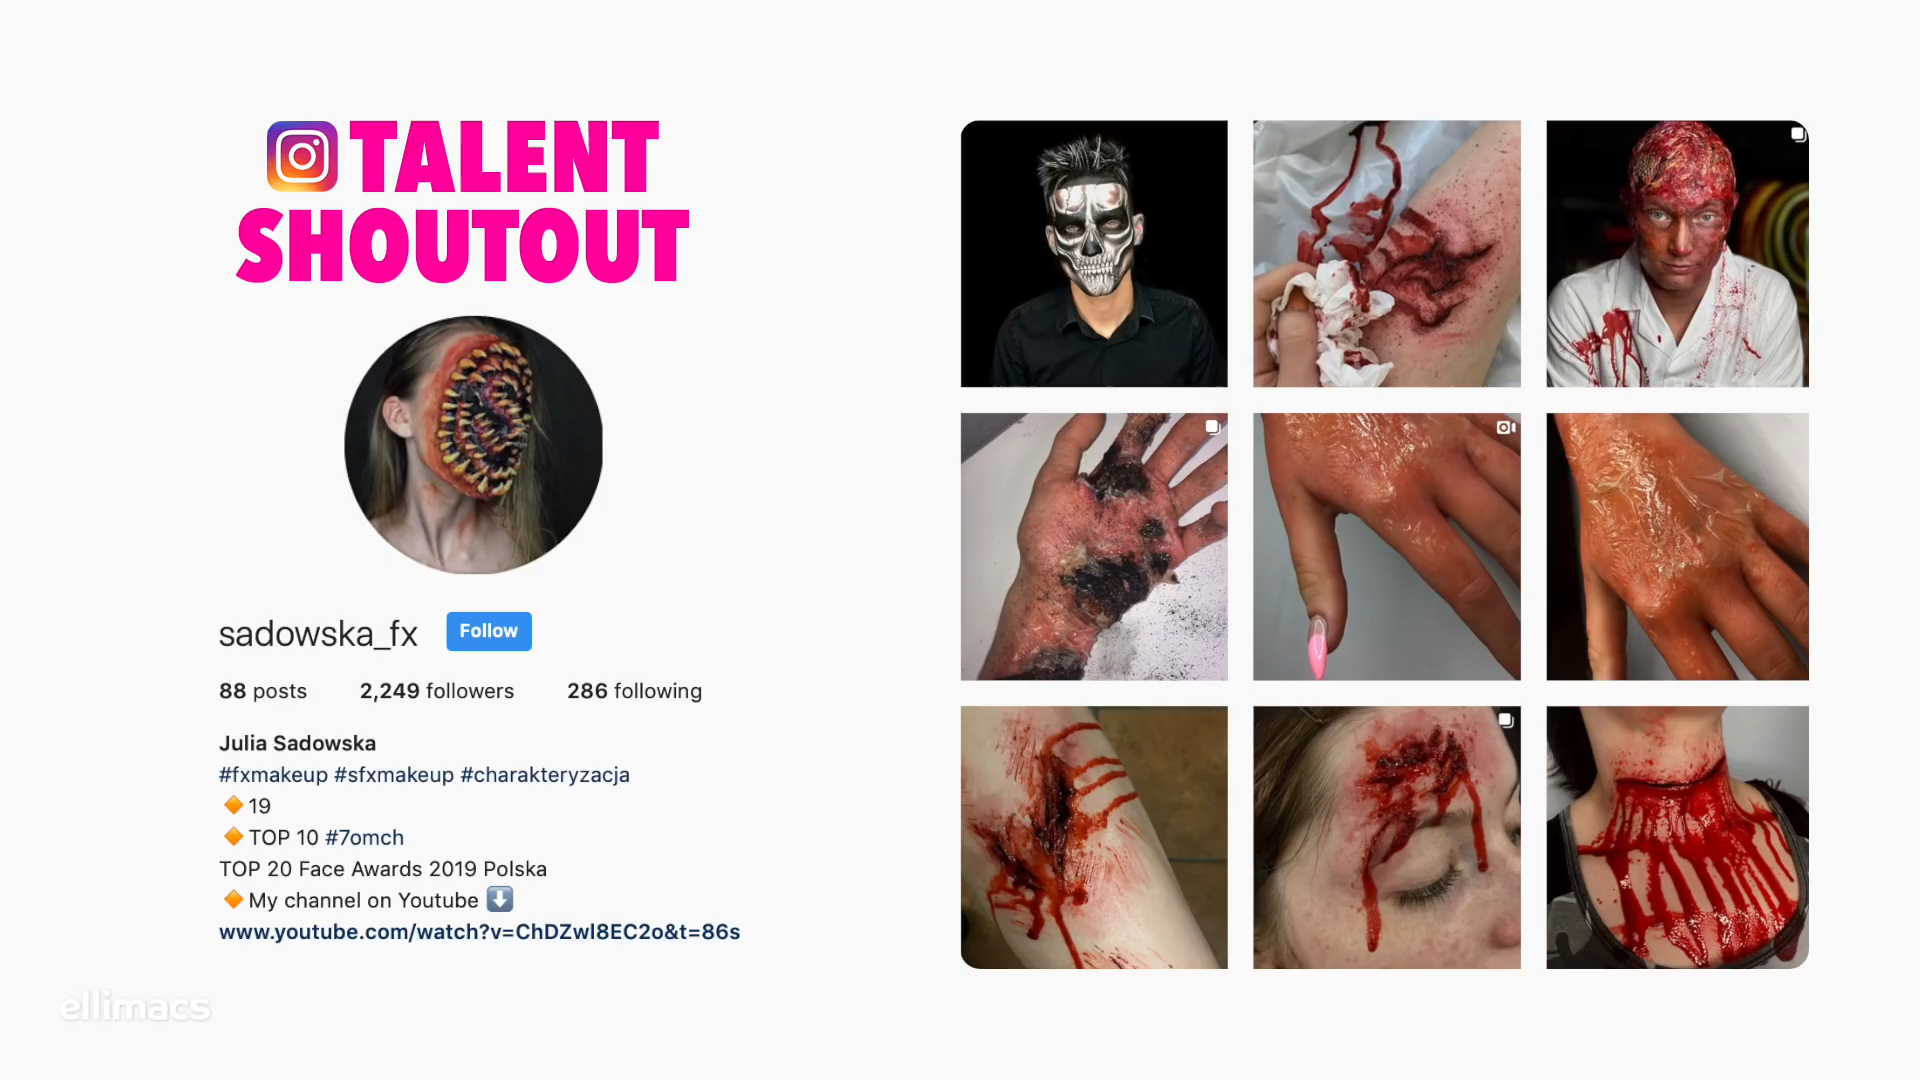 TALENT
SHOUTOUT
sadowska_fx Follow
88 posts 2,249 followers 286 following
Julia Sadowska
#fxmakeup #sfxmakeup #charakteryzacja
🔶 19
🔶 TOP 10 #7omch
TOP 20 Face Awards 2019 Polska
🔶 My channel on Youtube ⬇️
www.youtube.com/watch?v=ChDZwI8EC2o&t=86s
ellimacs